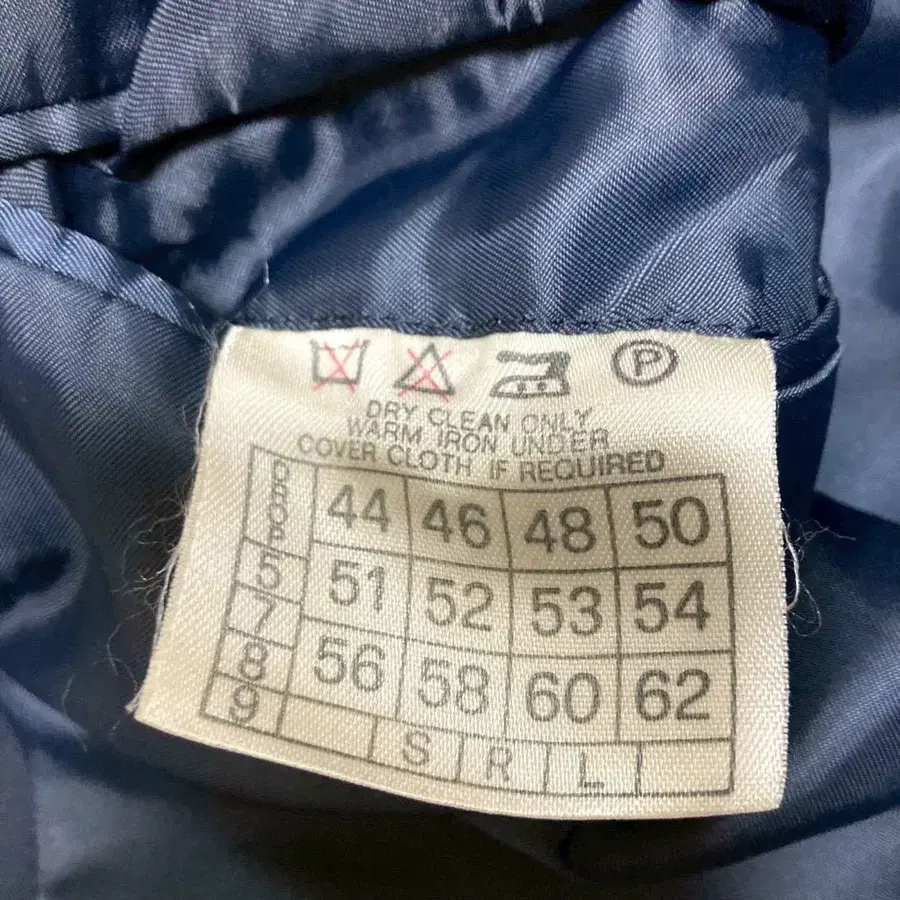 P
DRY CLEAN ONLY
WARM IRON UNDER
COVER CLOTH IF REQUIRED
44 46 48 50
5 51 52 53 54
7
8 56 58 60 62
9
S R L